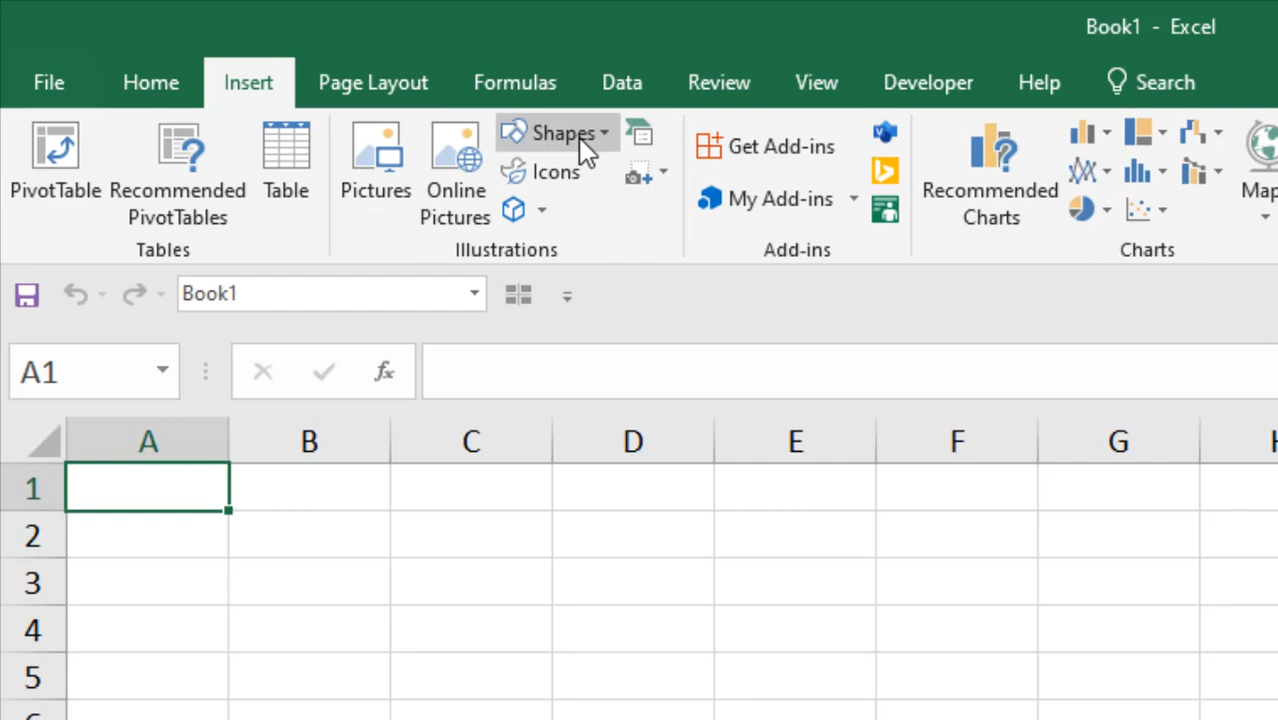 Book1 - Excel
File Home Insert Page Layout Formulas Data Review View Developer Help Search
PivotTable
Recommended PivotTables
Table
Tables
Pictures
Online Pictures
Shapes
Icons
Illustrations
Get Add-ins
My Add-ins
Add-ins
Recommended Charts
Charts
Book1
A1
fx
A B C D E F G
1
2
3
4
5